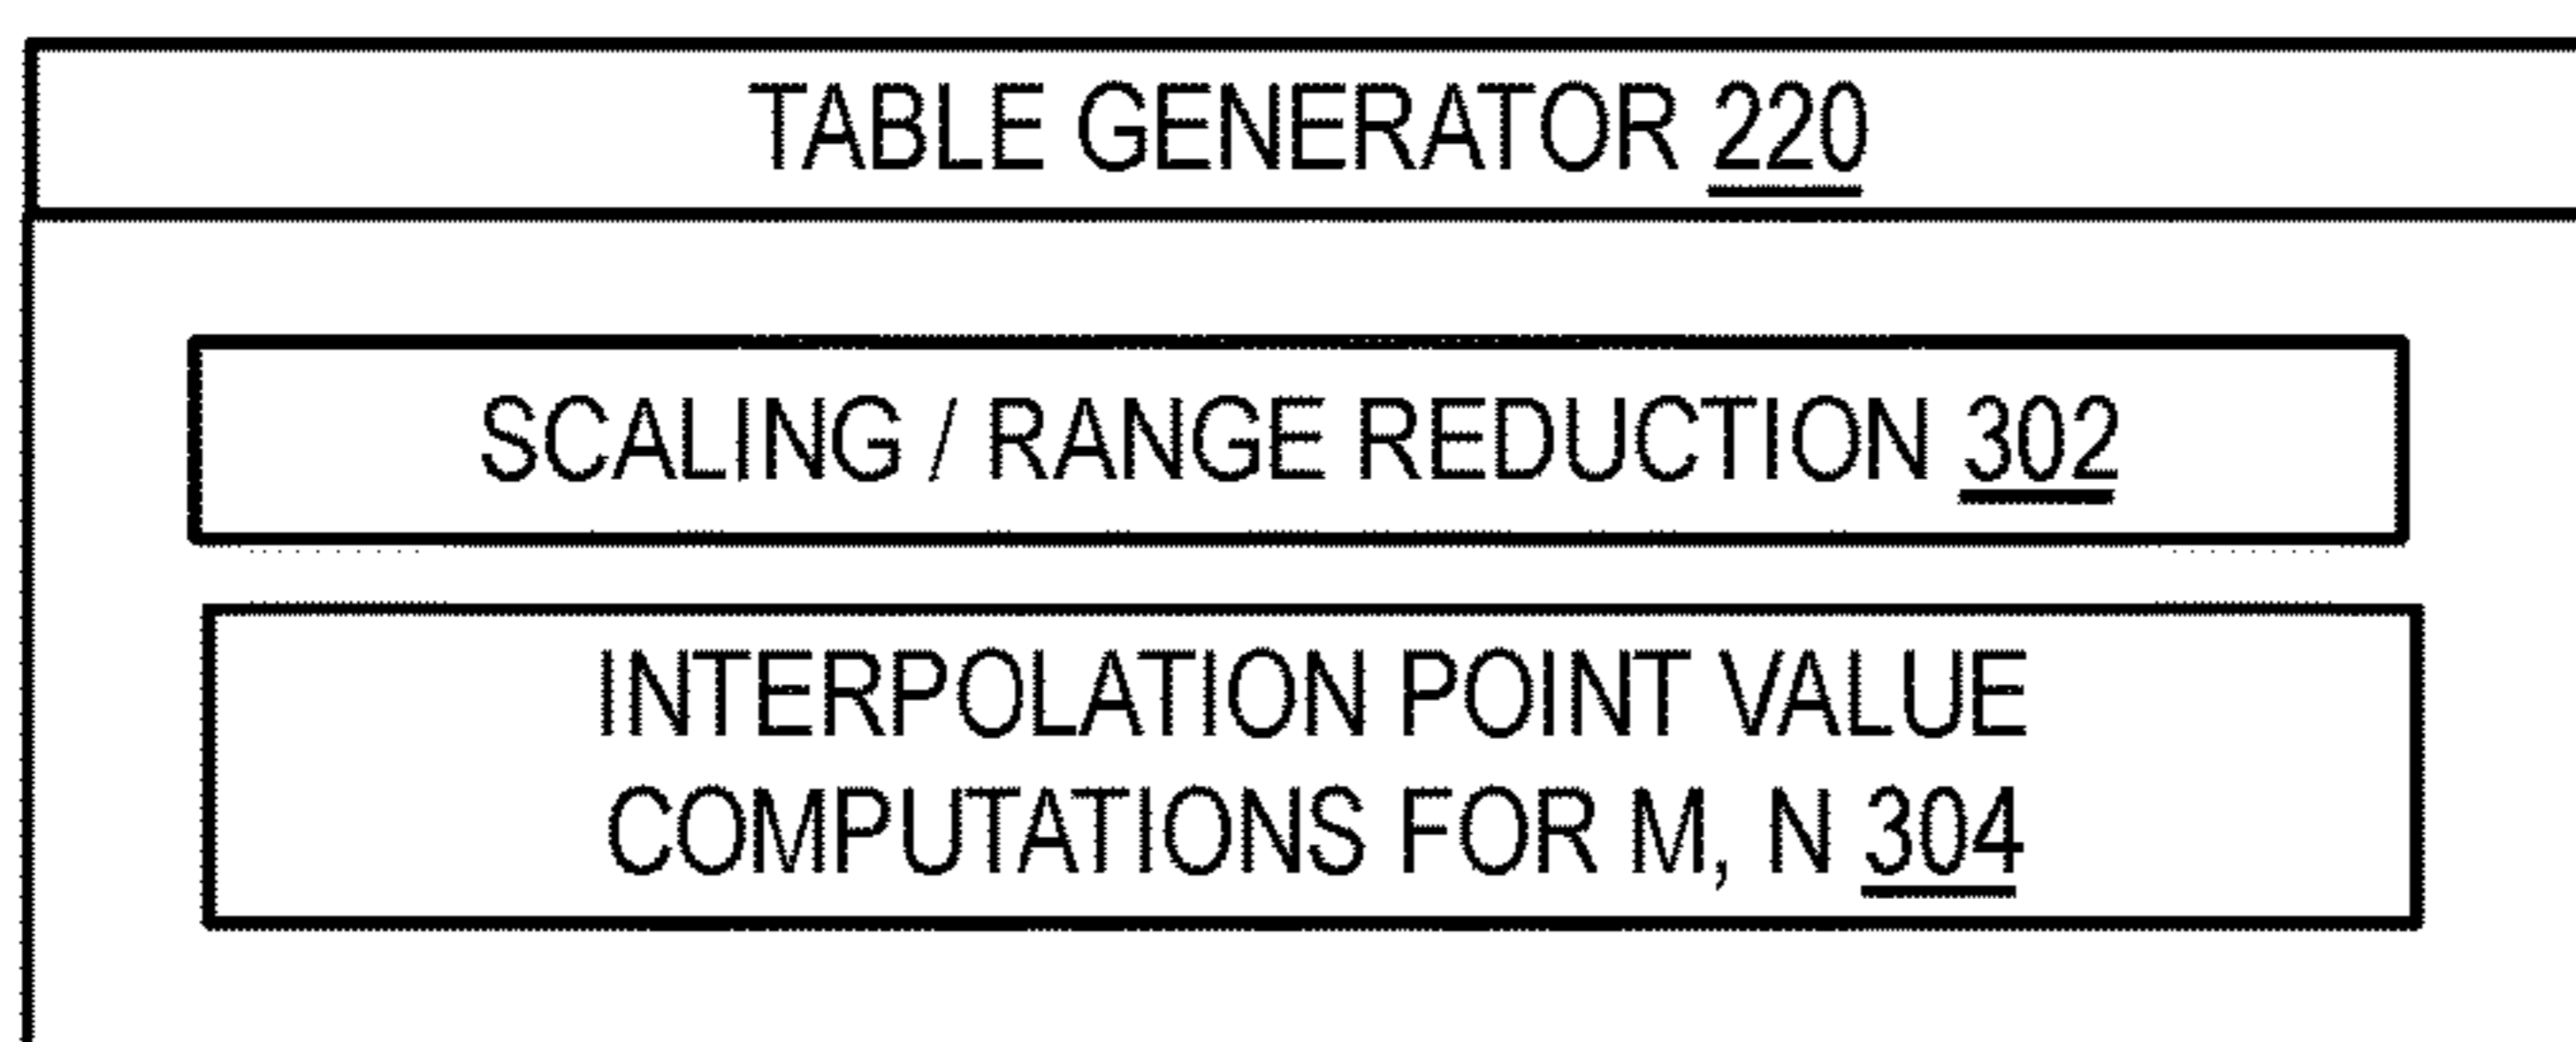 TABLE GENERATOR 220
SCALING / RANGE REDUCTION 302
INTERPOLATION POINT VALUE
COMPUTATIONS FOR M, N 304